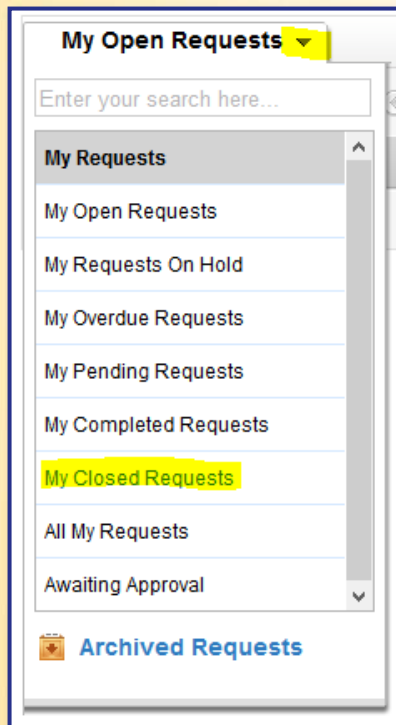 My Open Requests
Enter your search here...
My Requests
My Open Requests
My Requests On Hold
My Overdue Requests
My Pending Requests
My Completed Requests
My Closed Requests
All My Requests
Awaiting Approval
Archived Requests